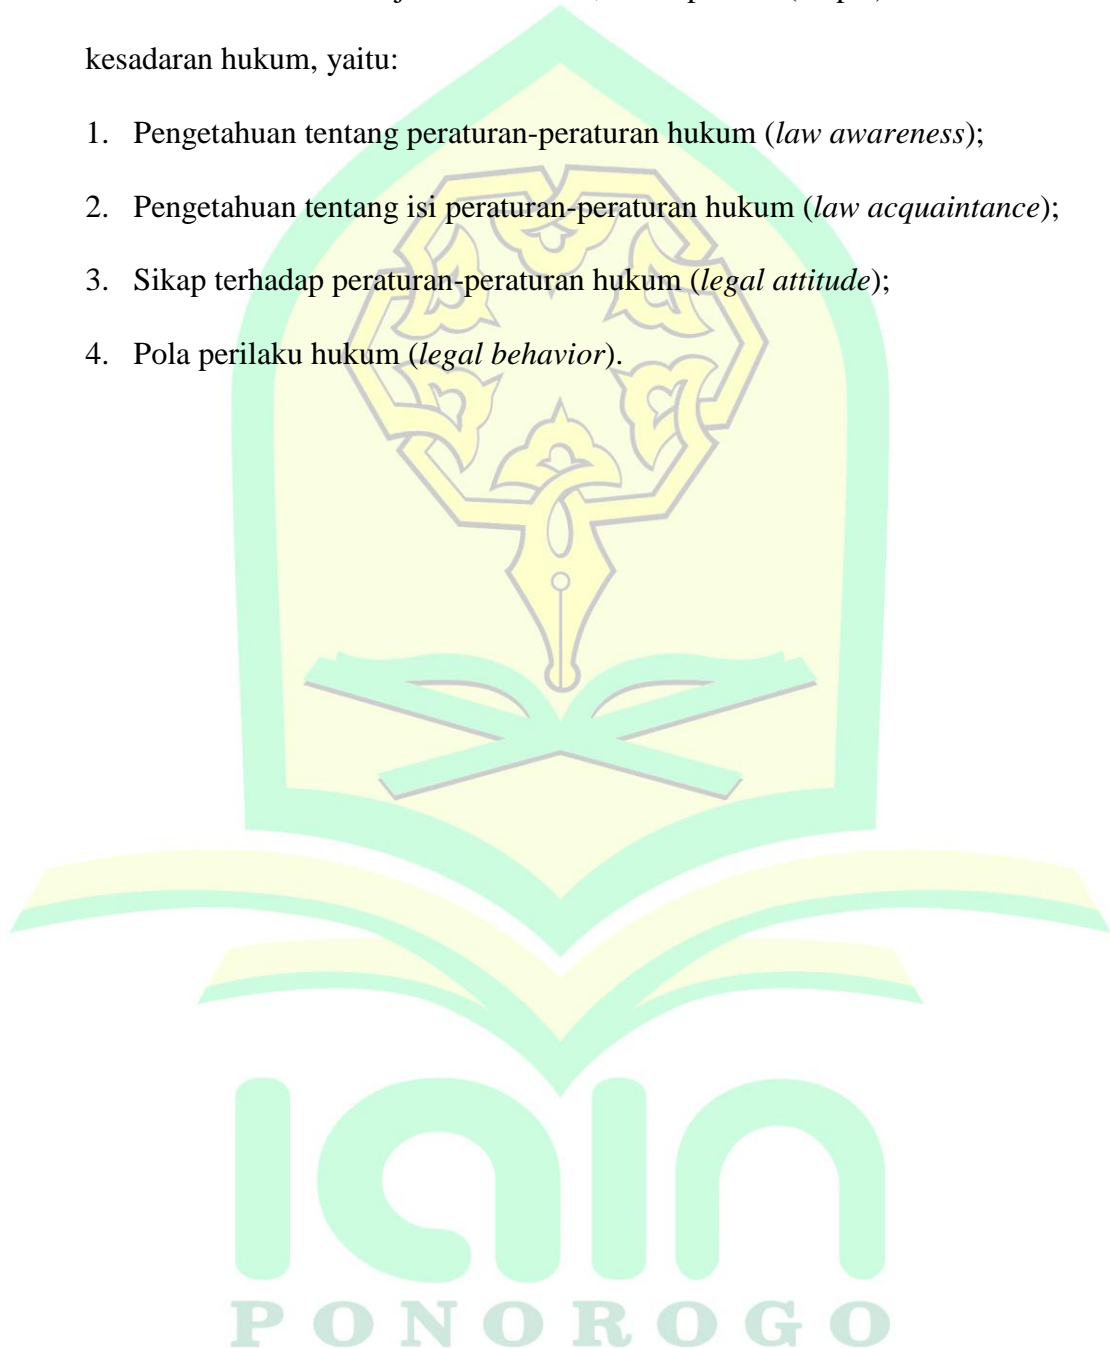 kesadaran hukum, yaitu:
1. Pengetahuan tentang peraturan-peraturan hukum (law awareness);
2. Pengetahuan tentang isi peraturan-peraturan hukum (law acquaintance);
3. Sikap terhadap peraturan-peraturan hukum (legal attitude);
4. Pola perilaku hukum (legal behavior).
iain
PONOROGO